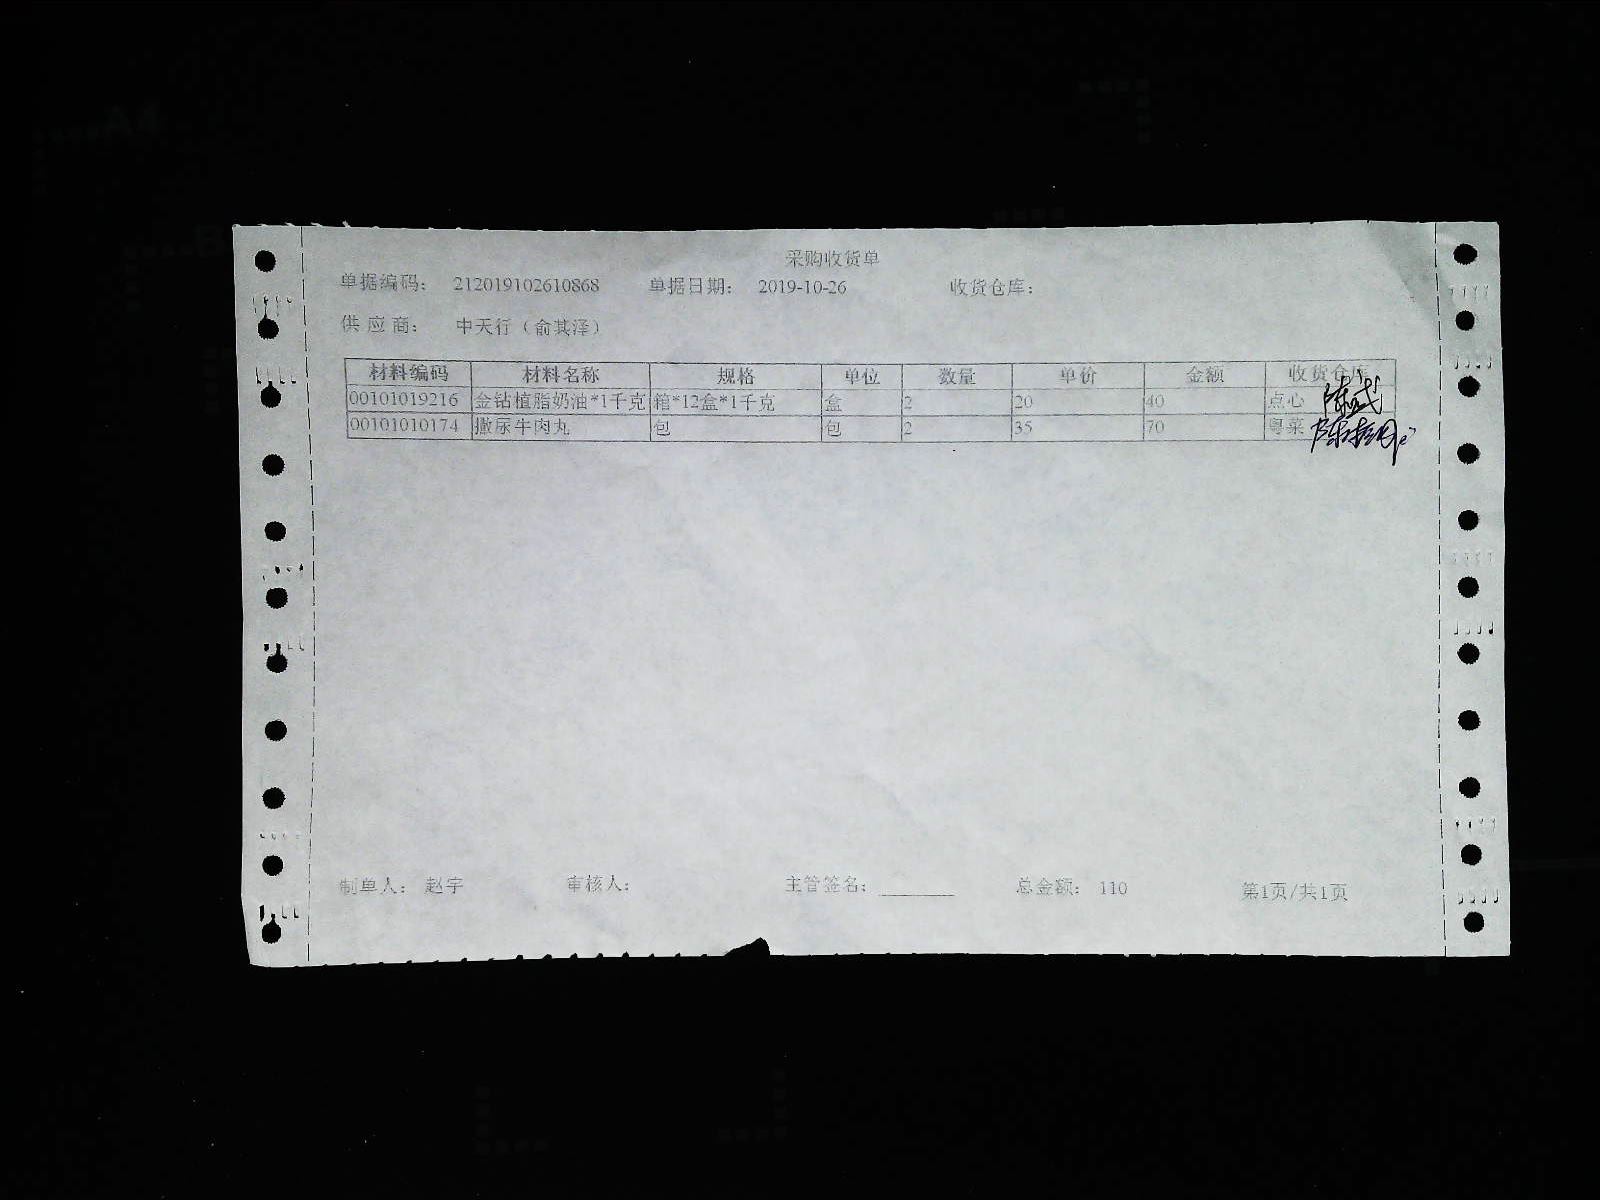 采购收货单
单据编码： 212019102610868 单据日期： 2019-10-26 收货仓库：
供应商： 中天行（俞其泽）
材料编码 材料名称 规格 单位 数量 单价 金额 收货仓库
00101019216 金钻植脂奶油*1千克 箱*12盒*1千克 盒 2 20 40 点心
00101010174 撒尿牛肉丸 包 包 2 35 70 粤菜
制单人： 赵宇 审核人： 主管签名： 总金额： 110 第1页/共1页